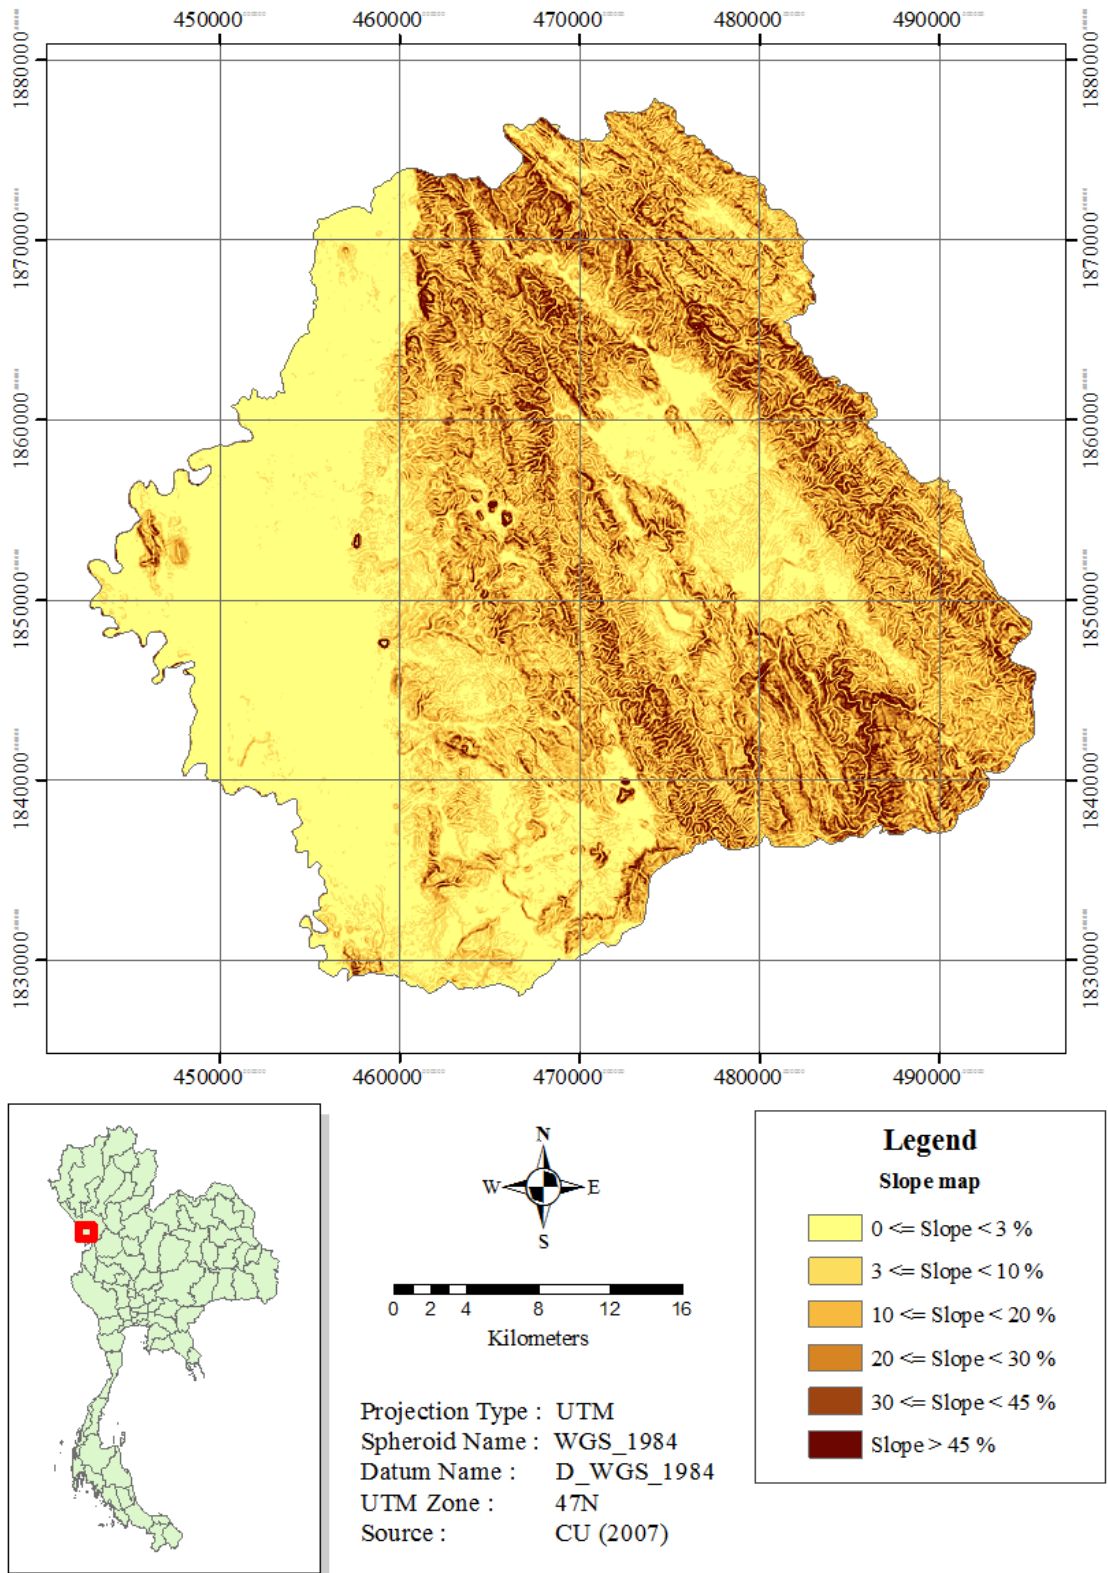 450000 460000 470000 480000 490000
1880000 1880000
1870000 1870000
1860000 1860000
1850000 1850000
1840000 1840000
1830000 1830000
450000 460000 470000 480000 490000
N
W E
S
0 2 4 8 12 16
Kilometers
Projection Type : UTM
Spheroid Name : WGS_1984
Datum Name : D_WGS_1984
UTM Zone : 47N
Source : CU (2007)
Legend
Slope map
0 <= Slope < 3 %
3 <= Slope < 10 %
10 <= Slope < 20 %
20 <= Slope < 30 %
30 <= Slope < 45 %
Slope > 45 %